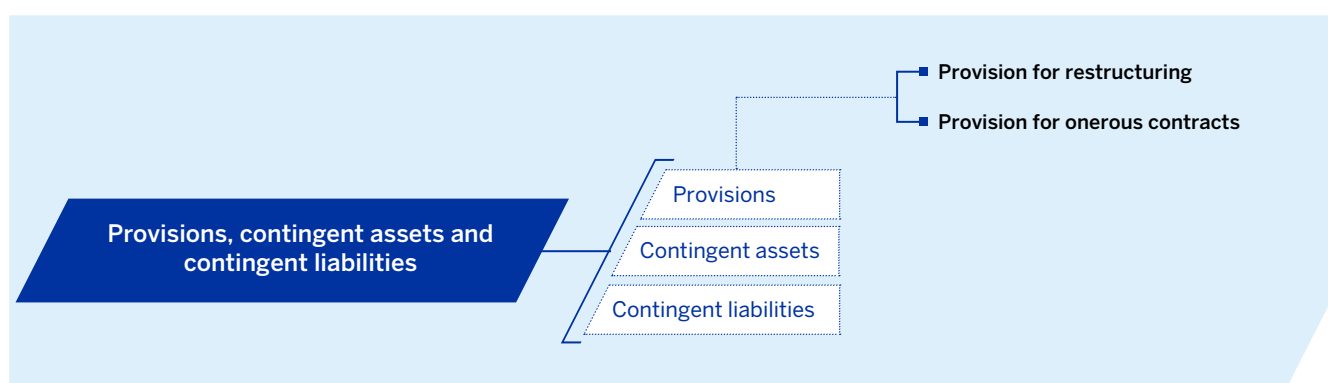 Provision for restructuring
Provision for onerous contracts
Provisions
Provisions, contingent assets and
contingent liabilities
Contingent assets
Contingent liabilities